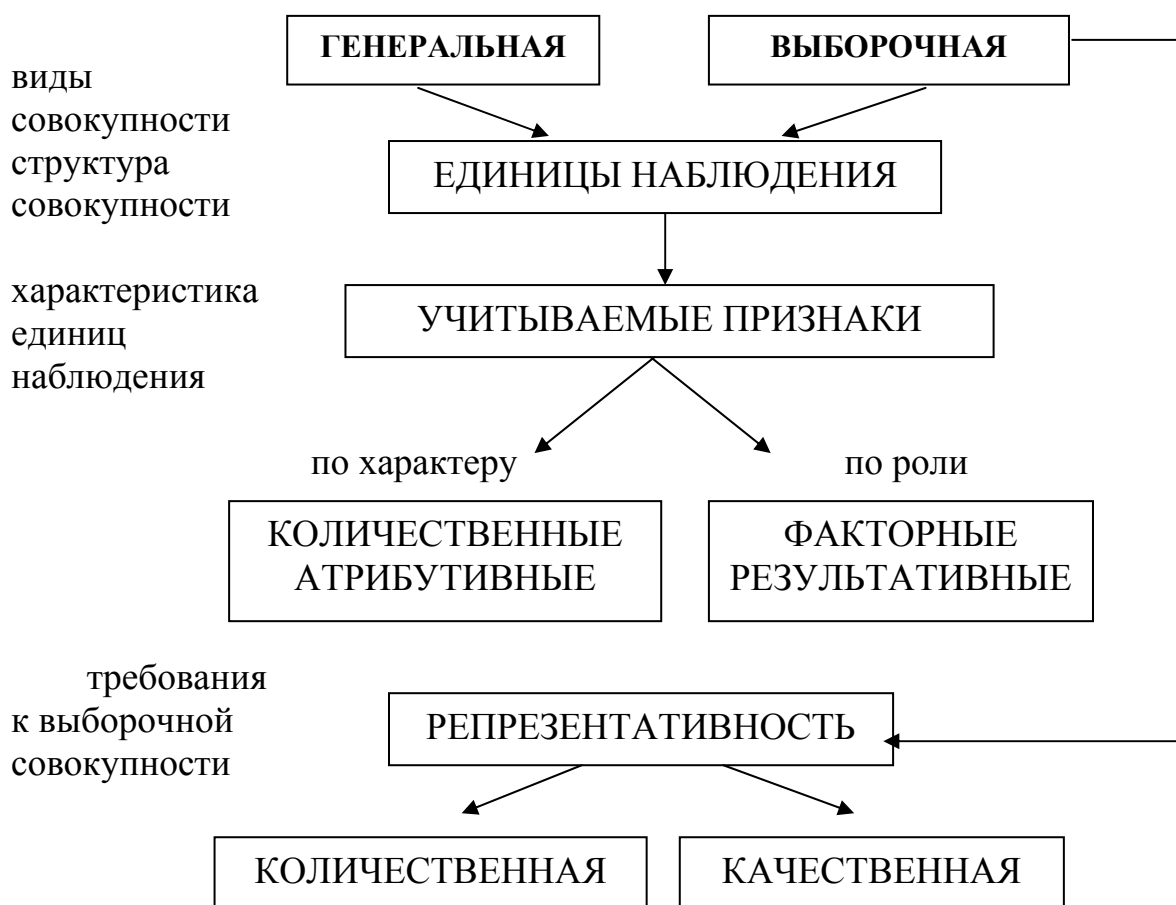 ГЕНЕРАЛЬНАЯ
ВЫБОРОЧНАЯ
виды
совокупности
структура
совокупности
ЕДИНИЦЫ НАБЛЮДЕНИЯ
характеристика
единиц
наблюдения
УЧИТЫВАЕМЫЕ ПРИЗНАКИ
по характеру
по роли
КОЛИЧЕСТВЕННЫЕ
АТРИБУТИВНЫЕ
ФАКТОРНЫЕ
РЕЗУЛЬТАТИВНЫЕ
требования
к выборочной
совокупности
РЕПРЕЗЕНТАТИВНОСТЬ
КОЛИЧЕСТВЕННАЯ
КАЧЕСТВЕННАЯ